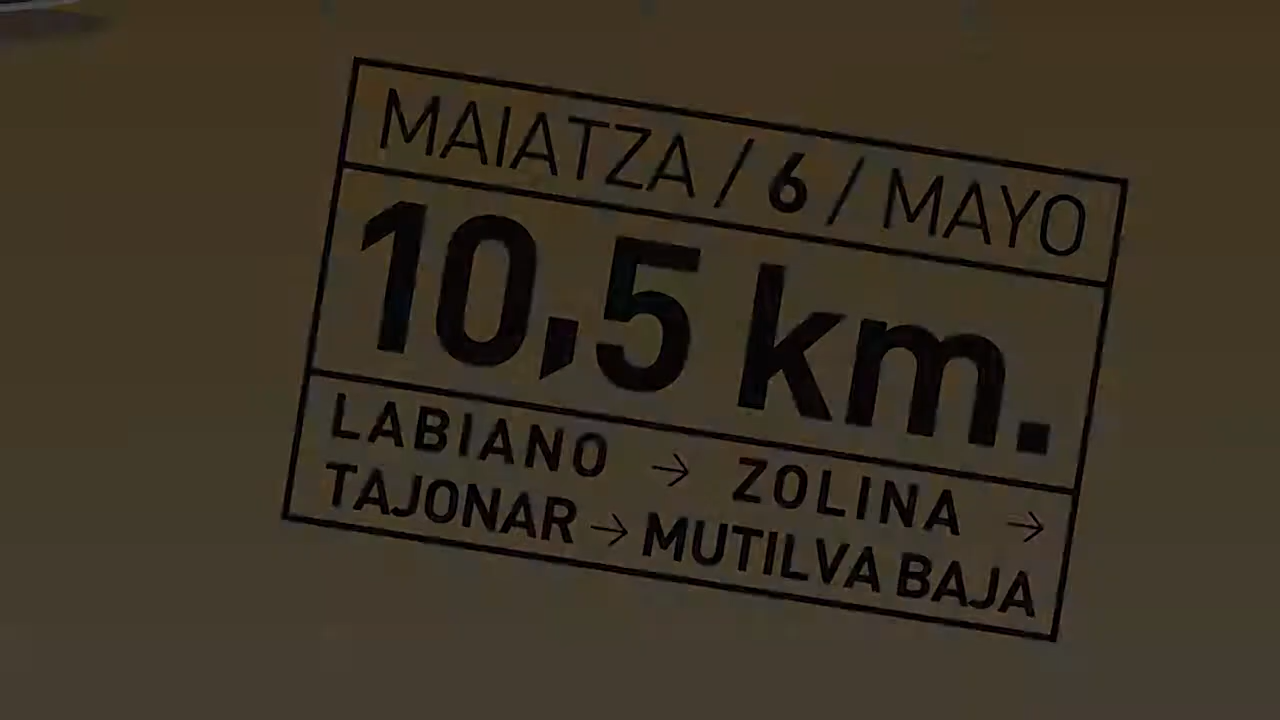 MAIATZA / 6 / MAYO
10,5 km.
LABIANO → ZOLINA →
TAJONAR → MUTILVA BAJA